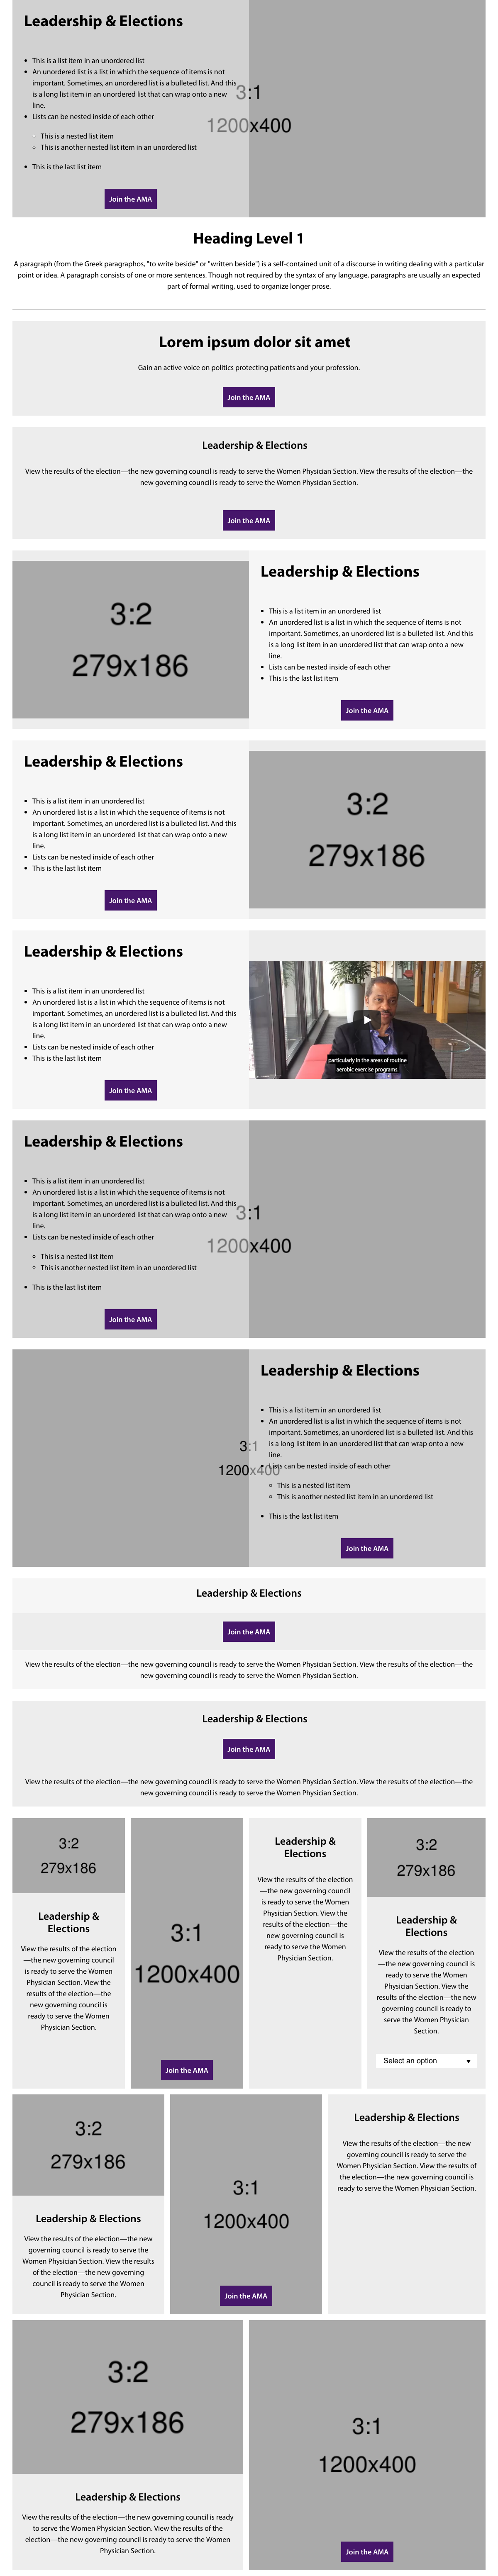 Leadership & Elections
This is a list item in an unordered list
An unordered list is a list in which the sequence of items is not
important. Sometimes, an unordered list is a bulleted list. And this
is a long list item in an unordered list that can wrap onto a new
line.
Lists can be nested inside of each other
This is a nested list item
This is another nested list item in an unordered list
This is the last list item
Join the AMA
3:1
1200x400
Heading Level 1
A paragraph (from the Greek paragraphos, "to write beside" or "written beside") is a self-contained unit of a discourse in writing dealing with a particular
point or idea. A paragraph consists of one or more sentences. Though not required by the syntax of any language, paragraphs are usually an expected
part of formal writing, used to organize longer prose.
Lorem ipsum dolor sit amet
Gain an active voice on politics protecting patients and your profession.
Join the AMA
Leadership & Elections
View the results of the election—the new governing council is ready to serve the Women Physician Section. View the results of the election—the
new governing council is ready to serve the Women Physician Section.
Join the AMA
3:2
279x186
Leadership & Elections
This is a list item in an unordered list
An unordered list is a list in which the sequence of items is not
important. Sometimes, an unordered list is a bulleted list. And this
is a long list item in an unordered list that can wrap onto a new
line.
Lists can be nested inside of each other
This is the last list item
Join the AMA
Leadership & Elections
This is a list item in an unordered list
An unordered list is a list in which the sequence of items is not
important. Sometimes, an unordered list is a bulleted list. And this
is a long list item in an unordered list that can wrap onto a new
line.
Lists can be nested inside of each other
This is the last list item
Join the AMA
3:2
279x186
Leadership & Elections
This is a list item in an unordered list
An unordered list is a list in which the sequence of items is not
important. Sometimes, an unordered list is a bulleted list. And this
is a long list item in an unordered list that can wrap onto a new
line.
Lists can be nested inside of each other
This is the last list item
Join the AMA
particularly in the areas of routine
aerobic exercise programs.
Leadership & Elections
This is a list item in an unordered list
An unordered list is a list in which the sequence of items is not
important. Sometimes, an unordered list is a bulleted list. And this
is a long list item in an unordered list that can wrap onto a new
line.
Lists can be nested inside of each other
This is a nested list item
This is another nested list item in an unordered list
This is the last list item
Join the AMA
3:1
1200x400
3:1
1200x400
Leadership & Elections
This is a list item in an unordered list
An unordered list is a list in which the sequence of items is not
important. Sometimes, an unordered list is a bulleted list. And this
is a long list item in an unordered list that can wrap onto a new
line.
Lists can be nested inside of each other
This is a nested list item
This is another nested list item in an unordered list
This is the last list item
Join the AMA
Leadership & Elections
Join the AMA
View the results of the election—the new governing council is ready to serve the Women Physician Section. View the results of the election—the
new governing council is ready to serve the Women Physician Section.
Leadership & Elections
Join the AMA
View the results of the election—the new governing council is ready to serve the Women Physician Section. View the results of the election—the
new governing council is ready to serve the Women Physician Section.
3:2
279x186
Leadership &
Elections
View the results of the election
—the new governing council
is ready to serve the Women
Physician Section. View the
results of the election—the
new governing council is
ready to serve the Women
Physician Section.
3:1
1200x400
Join the AMA
Leadership &
Elections
View the results of the election
—the new governing council
is ready to serve the Women
Physician Section. View the
results of the election—the
new governing council is
ready to serve the Women
Physician Section.
3:2
279x186
Leadership &
Elections
View the results of the election
—the new governing council is
ready to serve the Women
Physician Section. View the
results of the election—the new
governing council is ready to
serve the Women Physician
Section.
Select an option
3:2
279x186
Leadership & Elections
View the results of the election—the new
governing council is ready to serve the
Women Physician Section. View the results
of the election—the new governing
council is ready to serve the Women
Physician Section.
3:1
1200x400
Join the AMA
Leadership & Elections
View the results of the election—the new
governing council is ready to serve the
Women Physician Section. View the results of
the election—the new governing council is
ready to serve the Women Physician Section.
3:2
279x186
Leadership & Elections
View the results of the election—the new governing council is ready
to serve the Women Physician Section. View the results of the
election—the new governing council is ready to serve the Women
Physician Section.
3:1
1200x400
Join the AMA